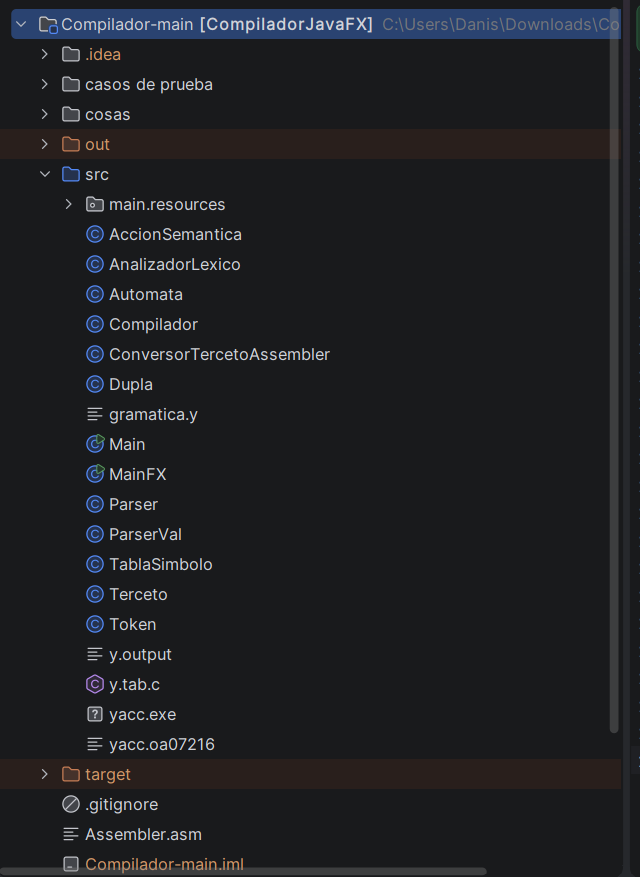 Compilador-main [CompiladorJavaFX] C:\Users\Danis\Downloads\Co
.idea
casos de prueba
cosas
out
src
main.resources
AccionSemantica
AnalizadorLexico
Automata
Compilador
ConversorTercetoAssembler
Dupla
gramatica.y
Main
MainFX
Parser
ParserVal
TablaSimbolo
Terceto
Token
y.output
y.tab.c
yacc.exe
yacc.oa07216
target
.gitignore
Assembler.asm
Compilador-main.iml